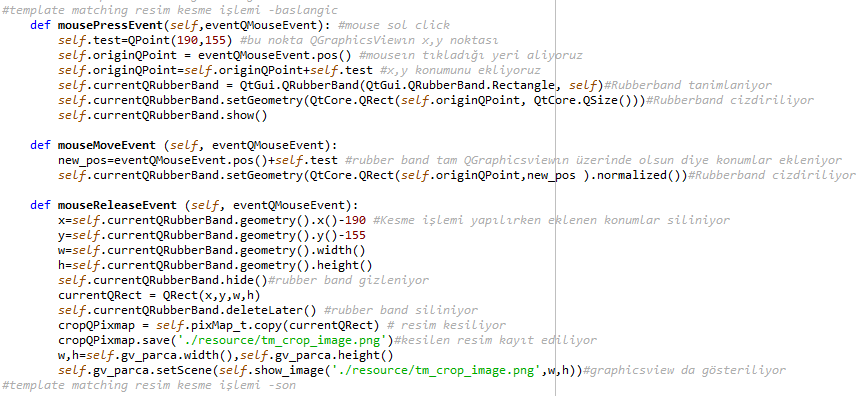 #template matching resim kesme işlemi -baslangic
def mousePressEvent(self,eventQMouseEvent): #mouse sol click
self.test=QPoint(190,155) #bu nokta QGraphicsViewın x,y noktası
self.originQPoint = eventQMouseEvent.pos() #mouseın tıkladığı yeri aliyoruz
self.originQPoint=self.originQPoint+self.test #x,y konumunu ekliyoruz
self.currentQRubberBand = QtGui.QRubberBand(QtGui.QRubberBand.Rectangle, self)#Rubberband tanimlaniyor
self.currentQRubberBand.setGeometry(QtCore.QRect(self.originQPoint, QtCore.QSize()))#Rubberband cizdiriliyor
self.currentQRubberBand.show()
def mouseMoveEvent (self, eventQMouseEvent):
new_pos=eventQMouseEvent.pos()+self.test #rubber band tam QGraphicsviewın üzerinde olsun diye konumlar ekleniyor
self.currentQRubberBand.setGeometry(QtCore.QRect(self.originQPoint,new_pos ).normalized())#Rubberband cizdiriliyor
def mouseReleaseEvent (self, eventQMouseEvent):
x=self.currentQRubberBand.geometry().x()-190 #Kesme işlemi yapılırken eklenen konumlar siliniyor
y=self.currentQRubberBand.geometry().y()-155
w=self.currentQRubberBand.geometry().width()
h=self.currentQRubberBand.geometry().height()
self.currentQRubberBand.hide()#rubber band gizleniyor
currentQRect = QRect(x,y,w,h)
self.currentQRubberBand.deleteLater() #rubber band siliniyor
cropQPixmap = self.pixMap_t.copy(currentQRect) # resim kesiliyor
cropQPixmap.save('./resource/tm_crop_image.png')#kesilen resim kayıt ediliyor
w,h=self.gv_parca.width(),self.gv_parca.height()
self.gv_parca.setScene(self.show_image('./resource/tm_crop_image.png',w,h))#graphicsview da gösteriliyor
#template matching resim kesme işlemi -son